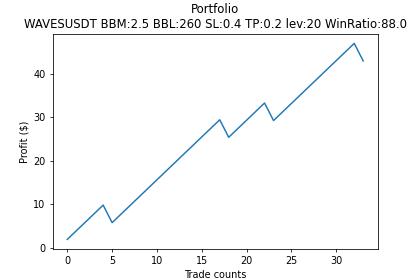 Portfolio
WAVESUSDT BBM:2.5 BBL:260 SL:0.4 TP:0.2 lev:20 WinRatio:88.0
Profit ($)
40
30
20
10
0
0 5 10 15 20 25 30
Trade counts